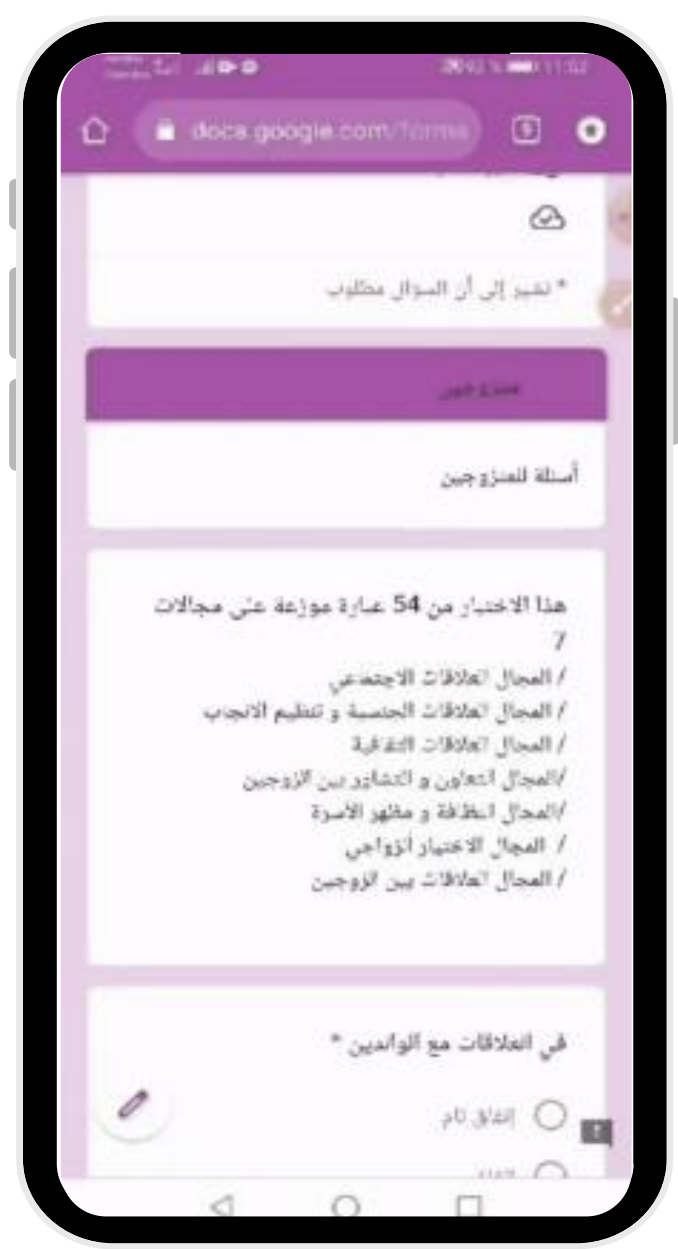 docs.google.com/forms
* تشير إلى أن السؤال مطلوب
متزوجين
أسئلة للمتزوجين
هذا الاختبار من 54 عبارة موزعة على مجالات
7
/ المجال العلاقات الاجتماعي
/ المجال العلاقات الجنسية و تنظيم الانجاب
/ المجال العلاقات الثقافية
/المجال التعاون و التشاور بين الزوجين
/المجال النظافة و مظهر الأسرة
/ المجال الاختيار الزواجي
/ المجال العلاقات بين الزوجين
في العلاقات مع الوالدين *
إتفاق تام